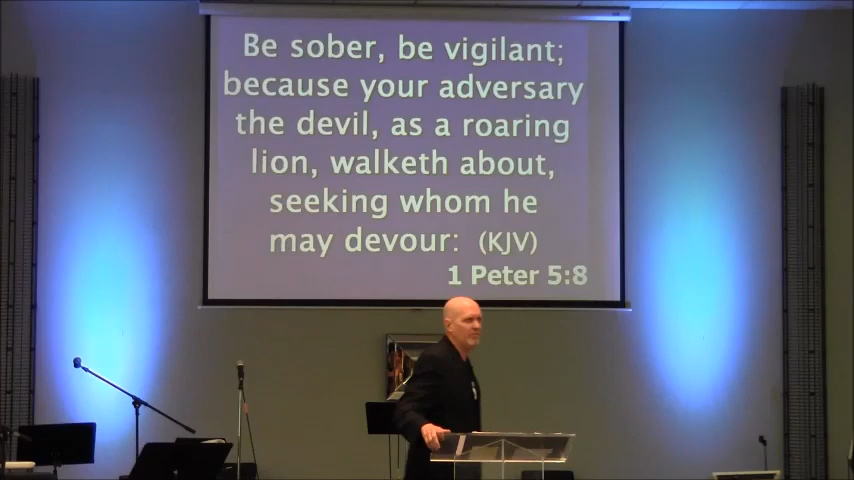 Be sober, be vigilant;
because your adversary
the devil, as a roaring
lion, walketh about,
seeking whom he
may devour: (KJV)
1 Peter 5:8